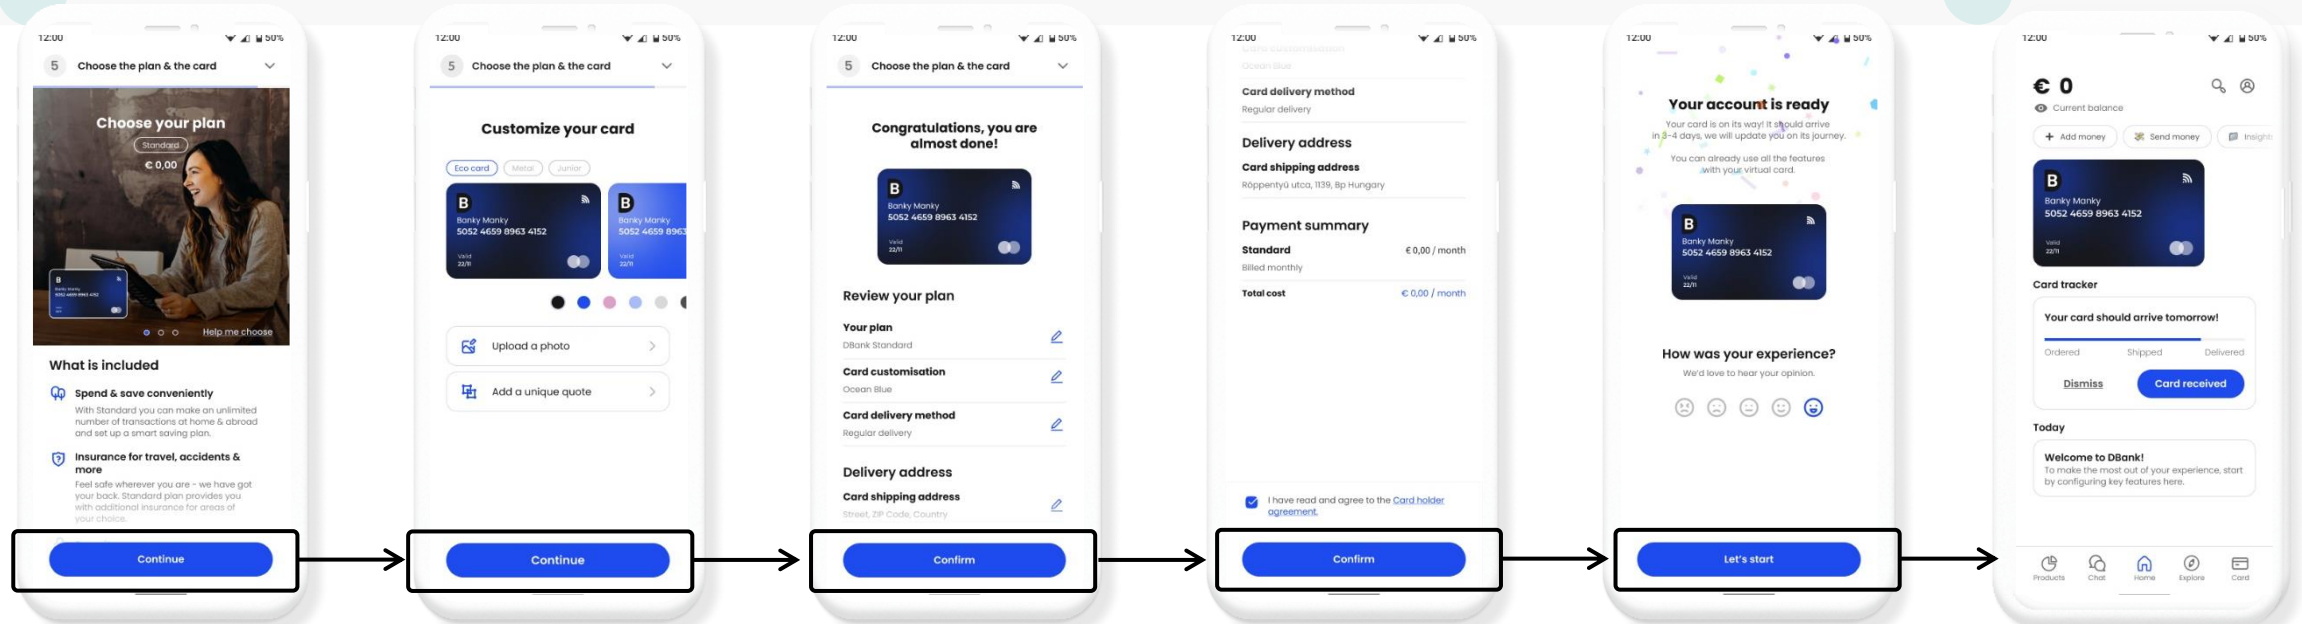 12:00
50%
5
Choose the plan & the card
Choose your plan
Standard
€ 0,00
B
Banky Manky
5052 4659 8963 4152
Help me choose
What is included
Spend & save conveniently
With Standard you can make an unlimited
number of transactions at home & abroad
and set up a smart saving plan.
Insurance for travel, accidents &
more
Feel safe wherever you are - we have got
your back. Standard plan provides you
with additional insurance for areas of
your choice.
Continue
12:00
50%
5
Choose the plan & the card
Customize your card
Eco card
Metal
Junior
B
Banky Manky
5052 4659 8963 4152
Valid
22/11
B
Banky Manky
5052 4659 8963
Valid
22/11
Upload a photo
Add a unique quote
Continue
12:00
50%
5
Choose the plan & the card
Congratulations, you are
almost done!
B
Banky Manky
5052 4659 8963 4152
Valid
22/11
Review your plan
Your plan
DBank Standard
Card customisation
Ocean Blue
Card delivery method
Regular delivery
Delivery address
Card shipping address
Street, ZIP Code, Country
Confirm
12:00
50%
Card customisation
Ocean Blue
Card delivery method
Regular delivery
Delivery address
Card shipping address
Röppentyű utca, 1139, Bp Hungary
Payment summary
Standard € 0,00 / month
Billed monthly
Total cost € 0,00 / month
I have read and agree to the Card holder
agreement.
Confirm
12:00
50%
Your account is ready
Your card is on its way! It should arrive
in 3-4 days, we will update you on its journey.
You can already use all the features
with your virtual card.
B
Banky Manky
5052 4659 8963 4152
Valid
22/11
How was your experience?
We'd love to hear your opinion.
Let's start
12:00
50%
€ 0
Current balance
+ Add money
Send money
Insights
B
Banky Manky
5052 4659 8963 4152
Valid
22/11
Card tracker
Your card should arrive tomorrow!
Ordered Shipped Delivered
Dismiss
Card received
Today
Welcome to DBank!
To make the most out of your experience, start
by configuring key features here.
Products Chat Home Explore Card